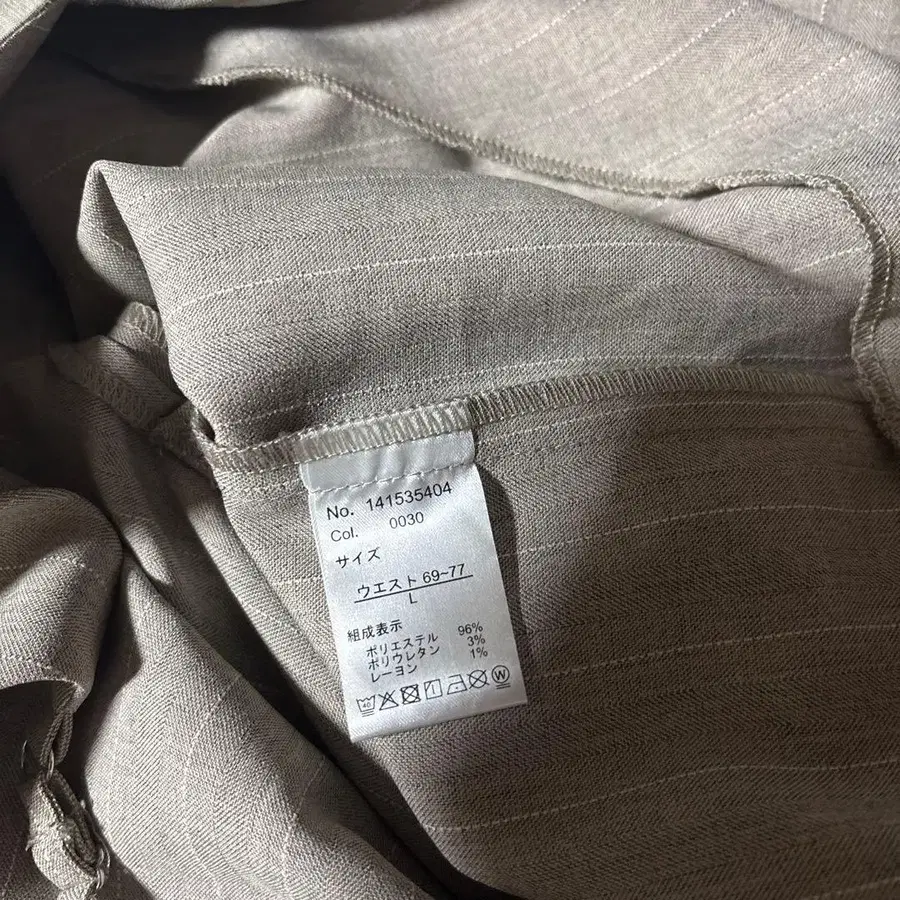 No. 141535404
Col. 0030
サイズ
ウエスト 69~77
L
組成表示
ポリエステル 96%
ポリウレタン 3%
レーヨン 1%
40
W